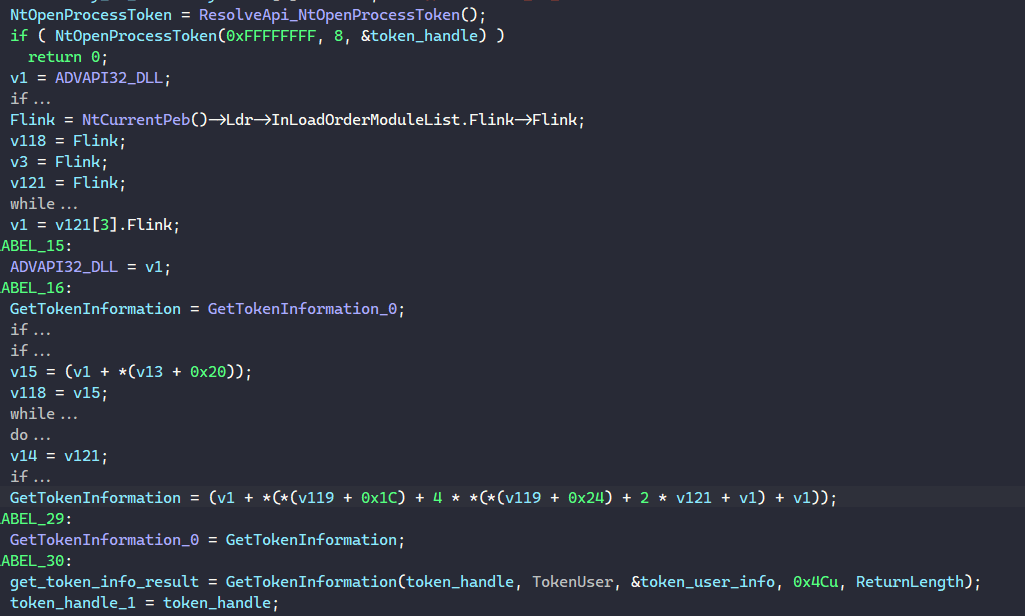 NtOpenProcessToken = ResolveApi_NtOpenProcessToken();
if ( NtOpenProcessToken(0xFFFFFFFF, 8, &token_handle) )
return 0;
v1 = ADVAPI32_DLL;
if ...
Flink = NtCurrentPeb()->Ldr->InLoadOrderModuleList.Flink->Flink;
v118 = Flink;
v3 = Flink;
v121 = Flink;
while ...
v1 = v121[3].Flink;
ABEL_15:
ADVAPI32_DLL = v1;
ABEL_16:
GetTokenInformation = GetTokenInformation_0;
if ...
if ...
v15 = (v1 + *(v13 + 0x20));
v118 = v15;
while ...
do ...
v14 = v121;
if ...
GetTokenInformation = (v1 + *(*(v119 + 0x1C) + 4 * *(*(v119 + 0x24) + 2 * v121 + v1) + v1));
ABEL_29:
GetTokenInformation_0 = GetTokenInformation;
ABEL_30:
get_token_info_result = GetTokenInformation(token_handle, TokenUser, &token_user_info, 0x4Cu, ReturnLength);
token_handle_1 = token_handle;